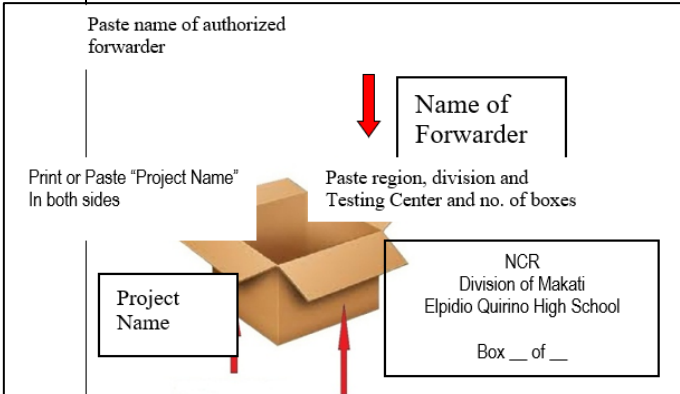 Paste name of authorized
forwarder
Name of
Forwarder
Print or Paste “Project Name”
In both sides
Paste region, division and
Testing Center and no. of boxes
Project
Name
NCR
Division of Makati
Elpidio Quirino High School
Box __ of __